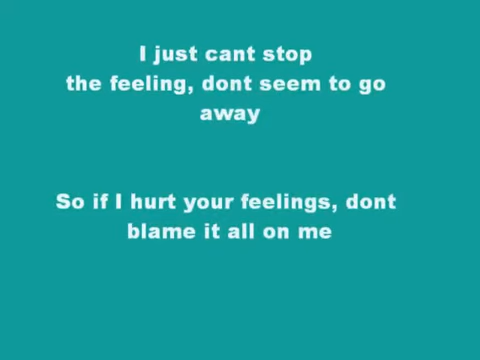 I just cant stop
the feeling, dont seem to go
away
So if I hurt your feelings, dont
blame it all on me